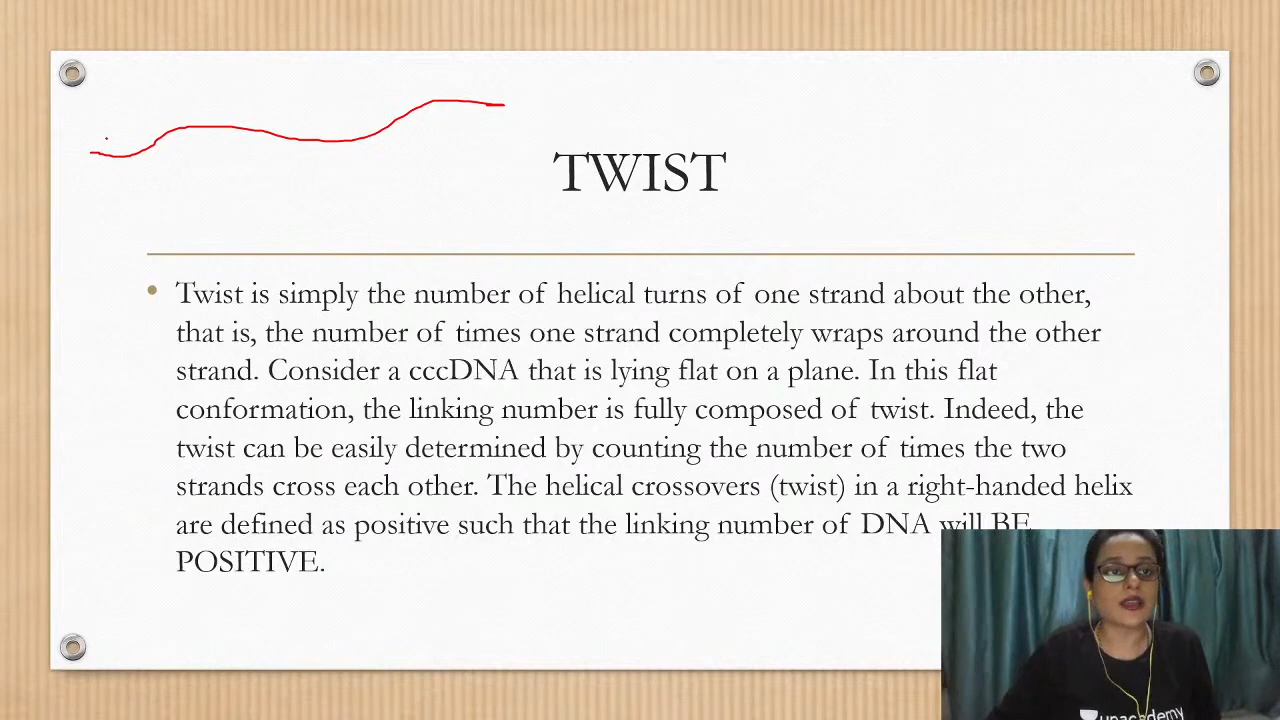 TWIST
• Twist is simply the number of helical turns of one strand about the other,
that is, the number of times one strand completely wraps around the other
strand. Consider a cccDNA that is lying flat on a plane. In this flat
conformation, the linking number is fully composed of twist. Indeed, the
twist can be easily determined by counting the number of times the two
strands cross each other. The helical crossovers (twist) in a right-handed helix
are defined as positive such that the linking number of DNA will BE
POSITIVE.
unacademy